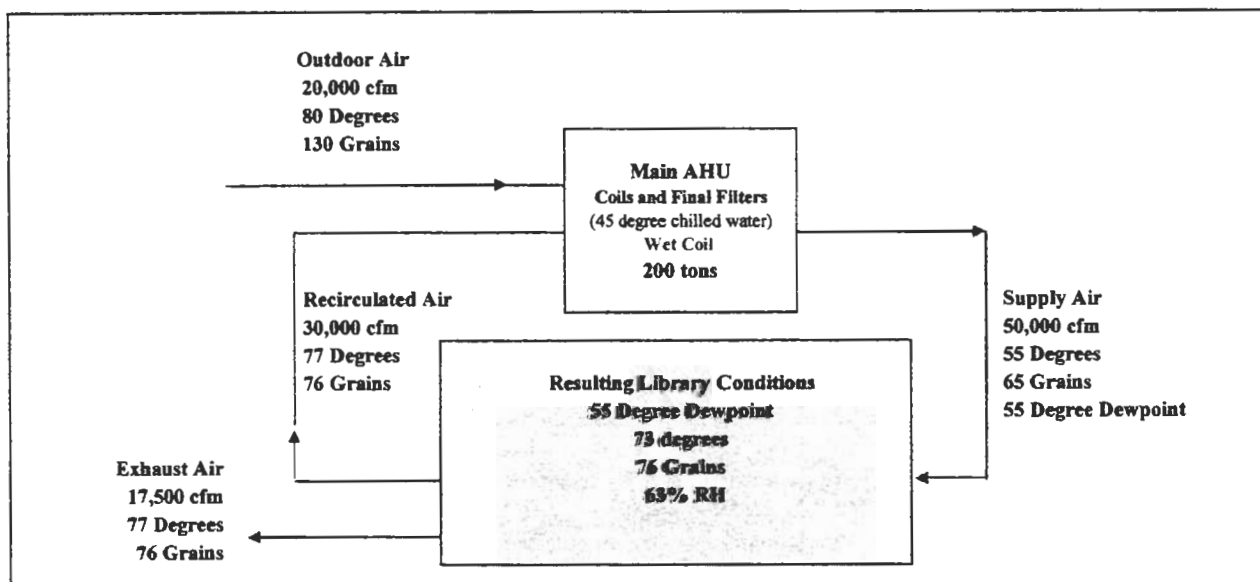 Outdoor Air
20,000 cfm
80 Degrees
130 Grains
Main AHU
Coils and Final Filters
(45 degree chilled water)
Wet Coil
200 tons
Recirculated Air
30,000 cfm
77 Degrees
76 Grains
Supply Air
50,000 cfm
55 Degrees
65 Grains
55 Degree Dewpoint
Resulting Library Conditions
55 Degree Dewpoint
73 degrees
76 Grains
63% RH
Exhaust Air
17,500 cfm
77 Degrees
76 Grains